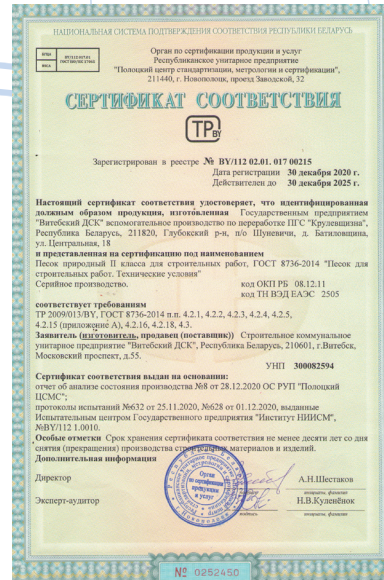 НАЦИОНАЛЬНАЯ СИСТЕМА ПОДТВЕРЖДЕНИЯ СООТВЕТСТВИЯ РЕСПУБЛИКИ БЕЛАРУСЬ
Орган по сертификации продукции и услуг
Республиканское унитарное предприятие
"Полоцкий центр стандартизации, метрологии и сертификации",
211440, г. Новополоцк, проезд Заводской, 32
СЕРТИФИКАТ СООТВЕТСТВИЯ
ТР
BY
Зарегистрирован в реестре № BY/112 02.01. 017 00215
Дата регистрации 30 декабря 2020 г.
Действителен до 30 декабря 2025 г.
Настоящий сертификат соответствия удостоверяет, что идентифицированная
должным образом продукция, изготовленная Государственным предприятием
"Витебский ДСК" вспомогательное производство по переработке ПГС "Крулевщизна",
Республика Беларусь, 211820, Глубокский р-н, п/о Шуневичи, д. Батиловщина,
ул. Центральная, 18
и представленная на сертификацию под наименованием
Песок природный II класса для строительных работ, ГОСТ 8736-2014 "Песок для
строительных работ. Технические условия"
Серийное производство. код ОКП РБ 08.12.11
код ТН ВЭД ЕАЭС 2505
соответствует требованиям
ТР 2009/013/BY, ГОСТ 8736-2014 п.п. 4.2.1, 4.2.2, 4.2.3, 4.2.4, 4.2.5,
4.2.15 (приложение А), 4.2.16, 4.2.18, 4.3.
Заявитель (изготовитель, продавец (поставщик)) Строительное коммунальное
унитарное предприятие "Витебский ДСК", Республика Беларусь, 210601, г.Витебск,
Московский проспект, д.55.
УНП 300082594
Сертификат соответствия выдан на основании:
отчет об анализе состояния производства №8 от 28.12.2020 ОС РУП "Полоцкий
ЦСМС";
протоколы испытаний №632 от 25.11.2020, №628 от 01.12.2020, выданные
Испытательным центром Государственного предприятия "Институт НИИСМ",
№BY/112 1.0010.
Особые отметки Срок хранения сертификата соответствия не менее десяти лет со дня
снятия (прекращения) производства строительных материалов и изделий.
Дополнительная информация
Директор
А.Н.Шестаков
Эксперт-аудитор
Н.В.Куленёнок
Орган
по сертификации
продукции
и услуг
№ 0252450